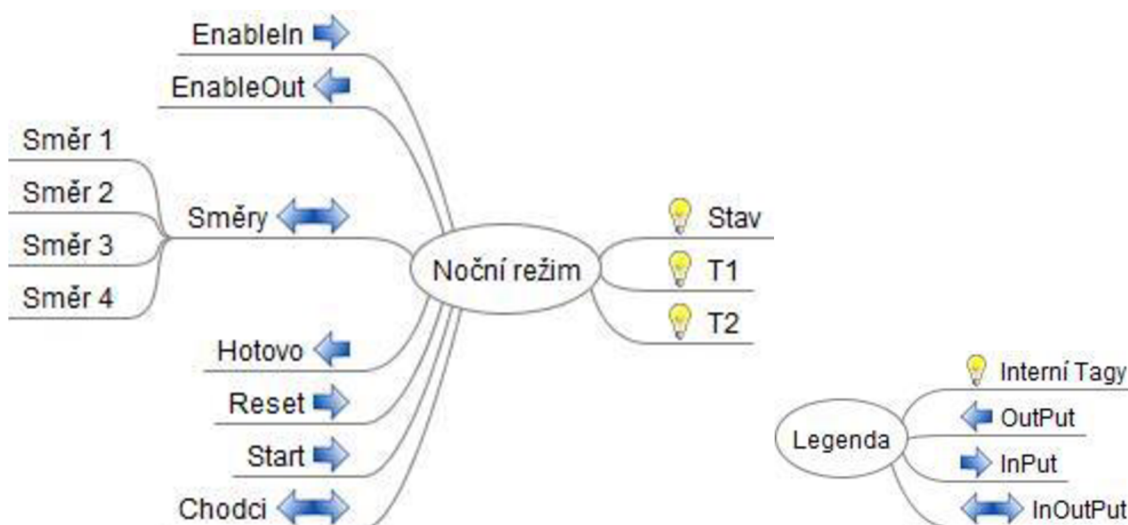 EnableIn
EnableOut
Směr 1
Směr 2
Směr 3
Směr 4
Směry
Hotovo
Reset
Start
Chodci
Noční režim
Stav
T1
T2
Legenda
Interní Tagy
OutPut
InPut
InOutPut